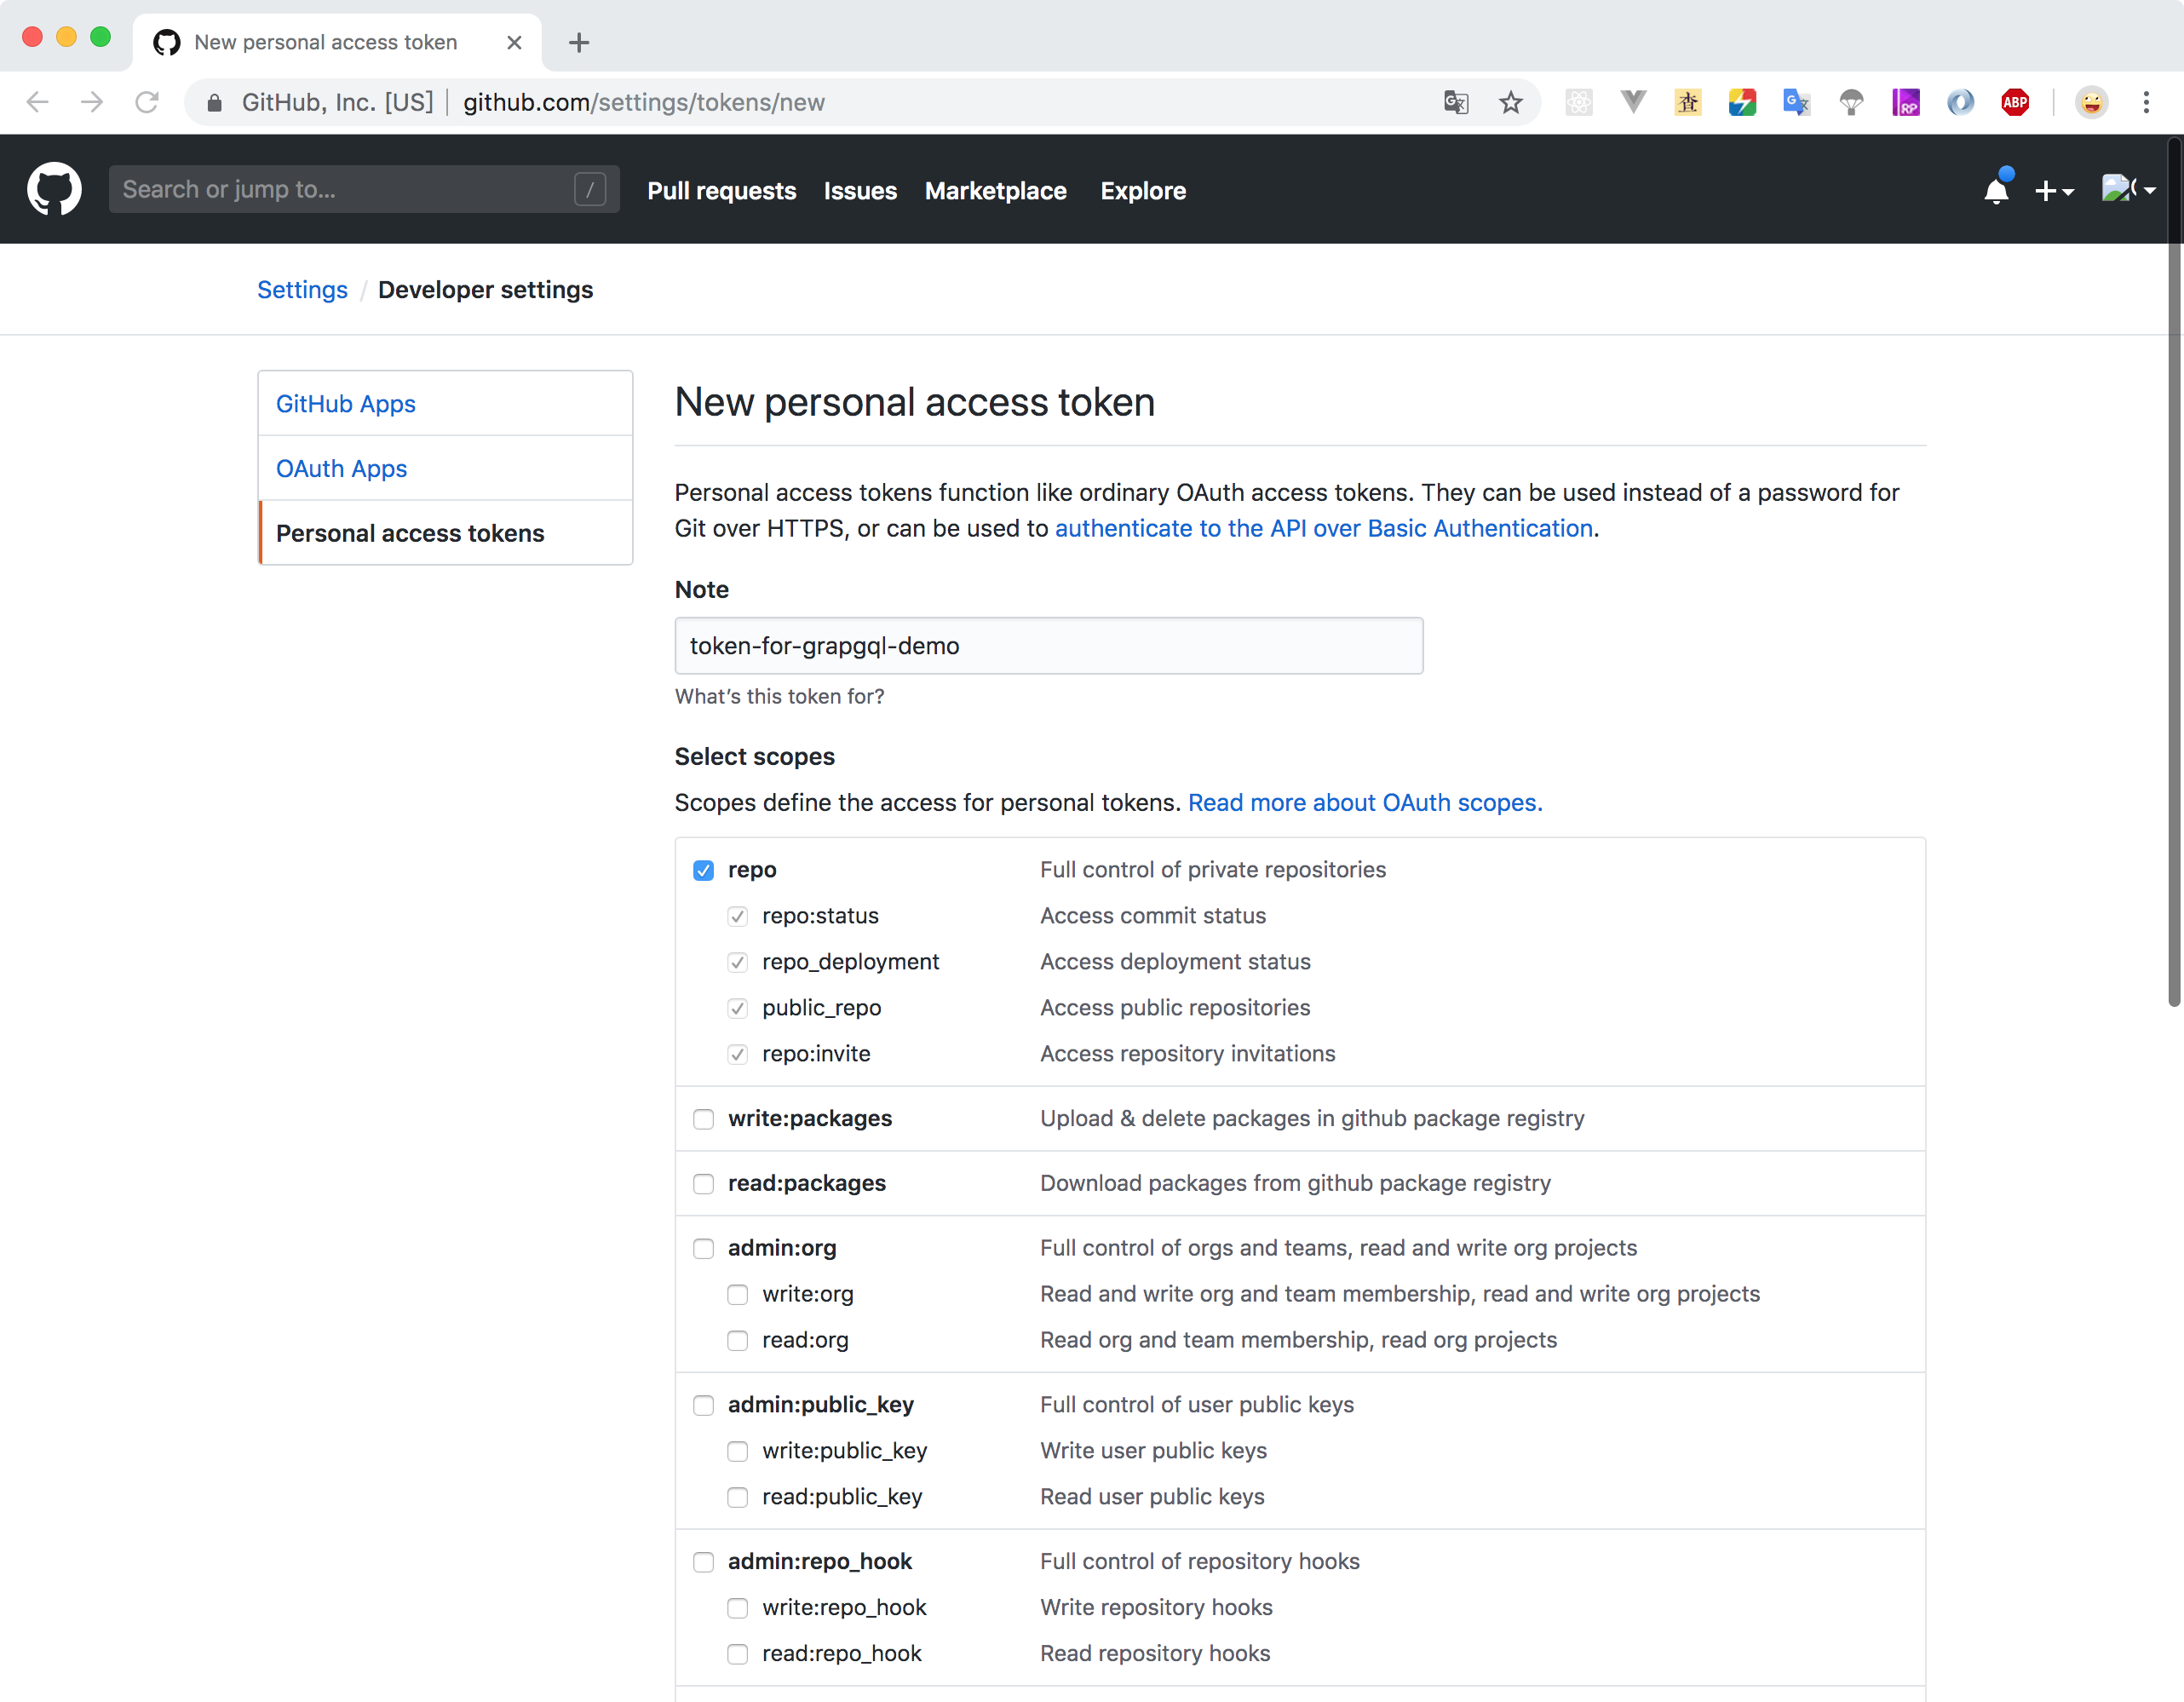 New personal access token
GitHub, Inc. [US] github.com/settings/tokens/new
查
RP
ABP
Search or jump to... /
Pull requests Issues Marketplace Explore
Settings / Developer settings
GitHub Apps
OAuth Apps
Personal access tokens
New personal access token
Personal access tokens function like ordinary OAuth access tokens. They can be used instead of a password for
Git over HTTPS, or can be used to authenticate to the API over Basic Authentication.
Note
token-for-grapgql-demo
What's this token for?
Select scopes
Scopes define the access for personal tokens. Read more about OAuth scopes.
repo Full control of private repositories
repo:status Access commit status
repo_deployment Access deployment status
public_repo Access public repositories
repo:invite Access repository invitations
write:packages Upload & delete packages in github package registry
read:packages Download packages from github package registry
admin:org Full control of orgs and teams, read and write org projects
write:org Read and write org and team membership, read and write org projects
read:org Read org and team membership, read org projects
admin:public_key Full control of user public keys
write:public_key Write user public keys
read:public_key Read user public keys
admin:repo_hook Full control of repository hooks
write:repo_hook Write repository hooks
read:repo_hook Read repository hooks